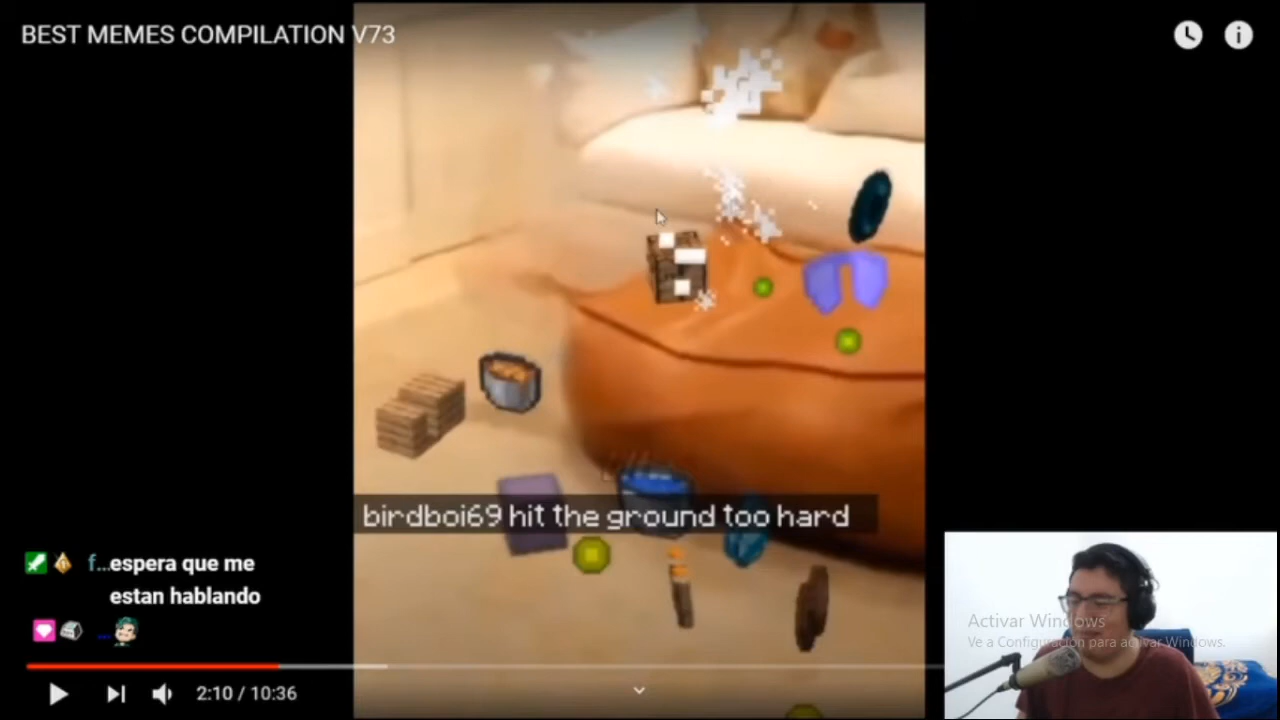 BEST MEMES COMPILATION V73
birdboi69 hit the ground too hard
f...espera que me
estan hablando
...
Activar Windows
Ve a Configuración para activar Windows.
2:10 / 10:36